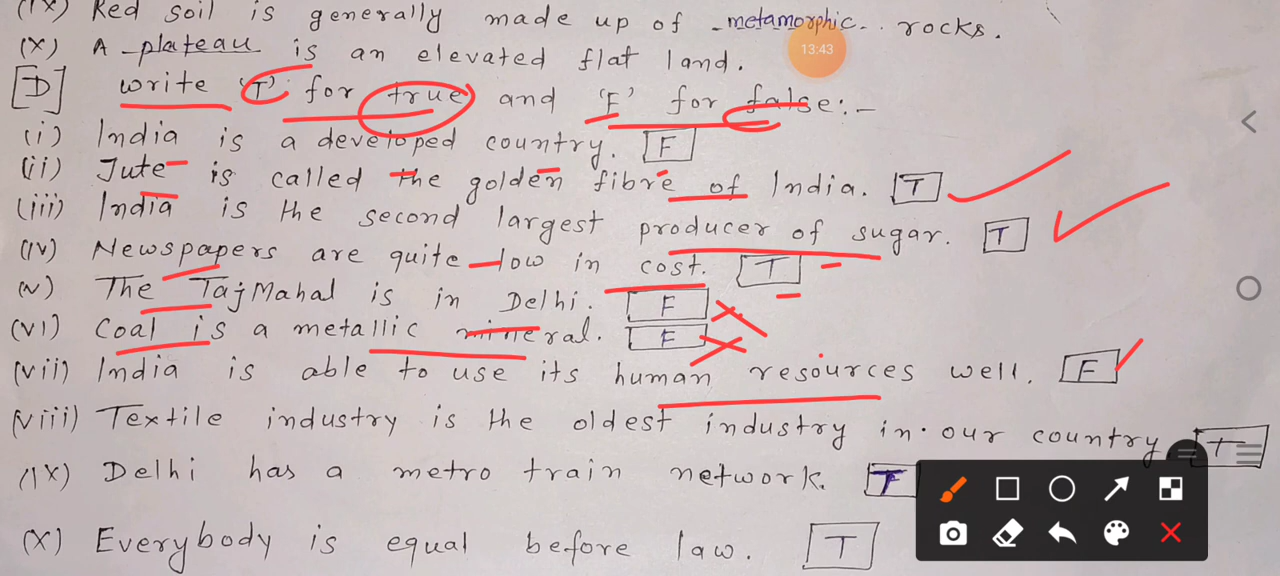 (ix) Red soil is generally made up of metamorphic.. rocks.
(x) A plateau is an elevated flat land.
13:43
[D] Write 'T' for true and 'F' for false:-
(i) India is a developed country. F
(ii) Jute is called the golden fibre of India. T
(iii) India is the second largest producer of sugar. T
(iv) Newspapers are quite low in cost. T
(v) The TajMahal is in Delhi. F
(vi) Coal is a metallic mineral. F
(vii) India is able to use its human resources well. F
(viii) Textile industry is the oldest industry in our country. T
(ix) Delhi has a metro train network. T
(x) Everybody is equal before law. T